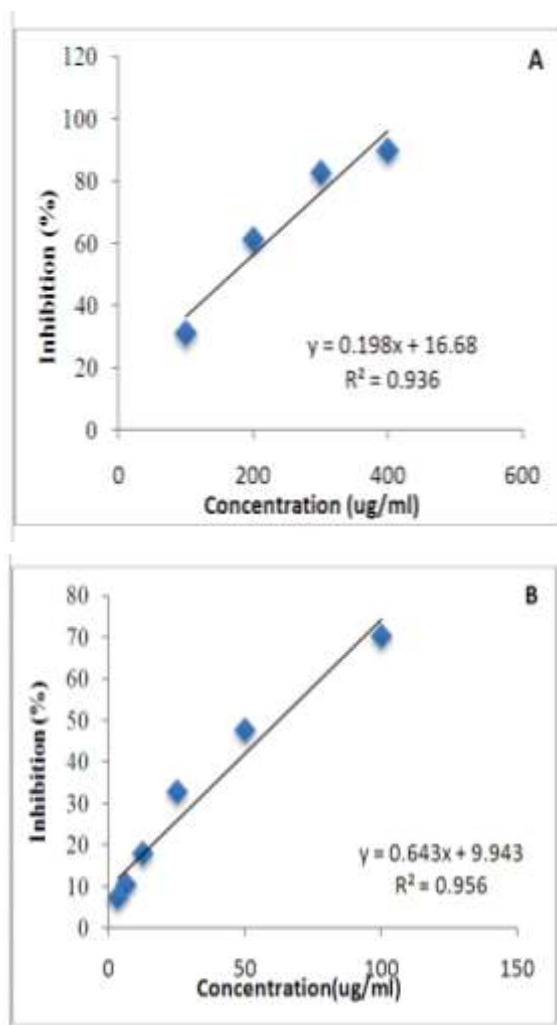 A
120
100
80
60
40
20
0
Inhibition (%)
y = 0.198x + 16.68
R² = 0.936
0 200 400 600
Concentration (ug/ml)
B
80
70
60
50
40
30
20
10
0
Inhibition (%)
y = 0.643x + 9.943
R² = 0.956
0 50 100 150
Concentration(ug/ml)